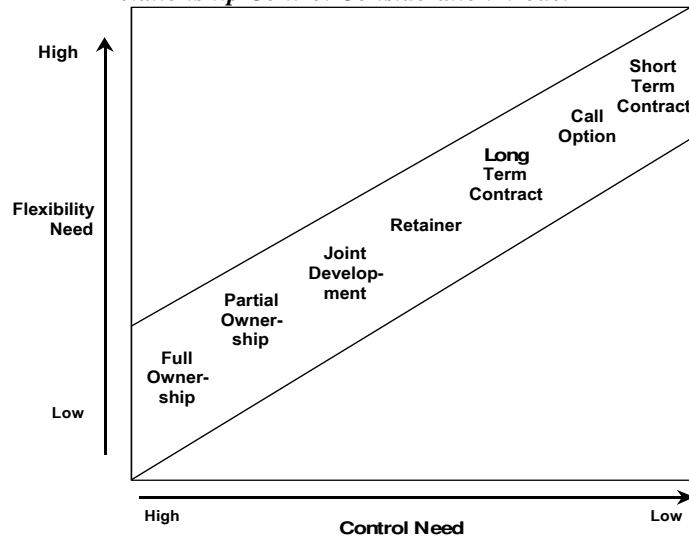 High
Short
Term
Contract
Call
Option
Long
Term
Contract
Flexibility
Need
Retainer
Joint
Develop-
ment
Partial
Owner-
ship
Full
Owner-
ship
Low
High
Low
Control Need